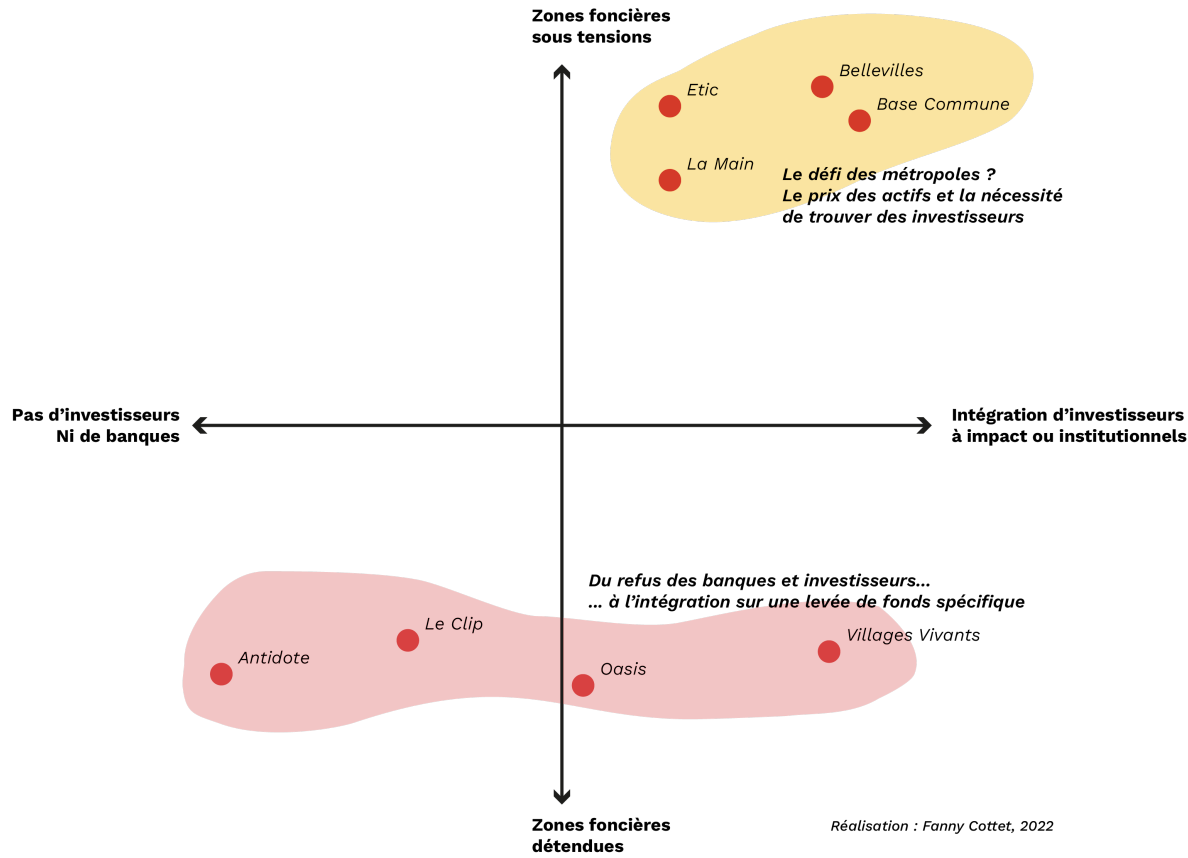 Zones foncières
sous tensions
Bellevilles
Etic
Base Commune
La Main
Le défi des métropoles ?
Le prix des actifs et la nécessité
de trouver des investisseurs
Pas d’investisseurs
Ni de banques
Intégration d’investisseurs
à impact ou institutionnels
Du refus des banques et investisseurs...
... à l’intégration sur une levée de fonds spécifique
Le Clip
Villages Vivants
Antidote
Oasis
Zones foncières
détendues
Réalisation : Fanny Cottet, 2022